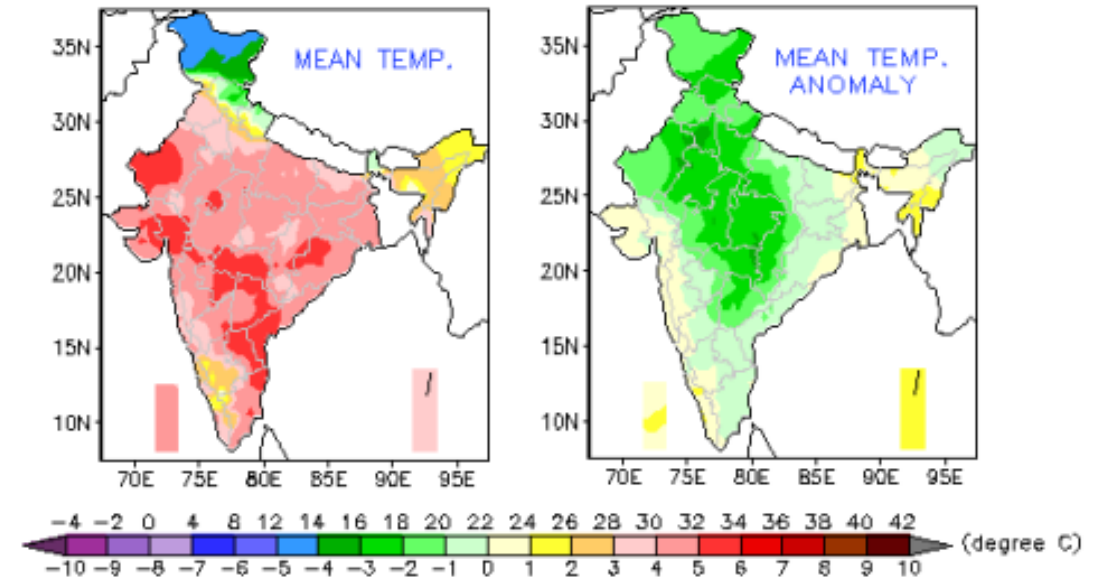 35N
30N
25N
20N
15N
10N
MEAN TEMP.
70E 75E 80E 85E 90E 95E
35N
30N
25N
20N
15N
10N
MEAN TEMP.
ANOMALY
70E 75E 80E 85E 90E 95E
-4 -2 0 4 8 12 14 16 18 20 22 24 26 28 30 32 34 36 38 40 42
(degree C)
-10 -9 -8 -7 -6 -5 -4 -3 -2 -1 0 1 2 3 4 5 6 7 8 9 10